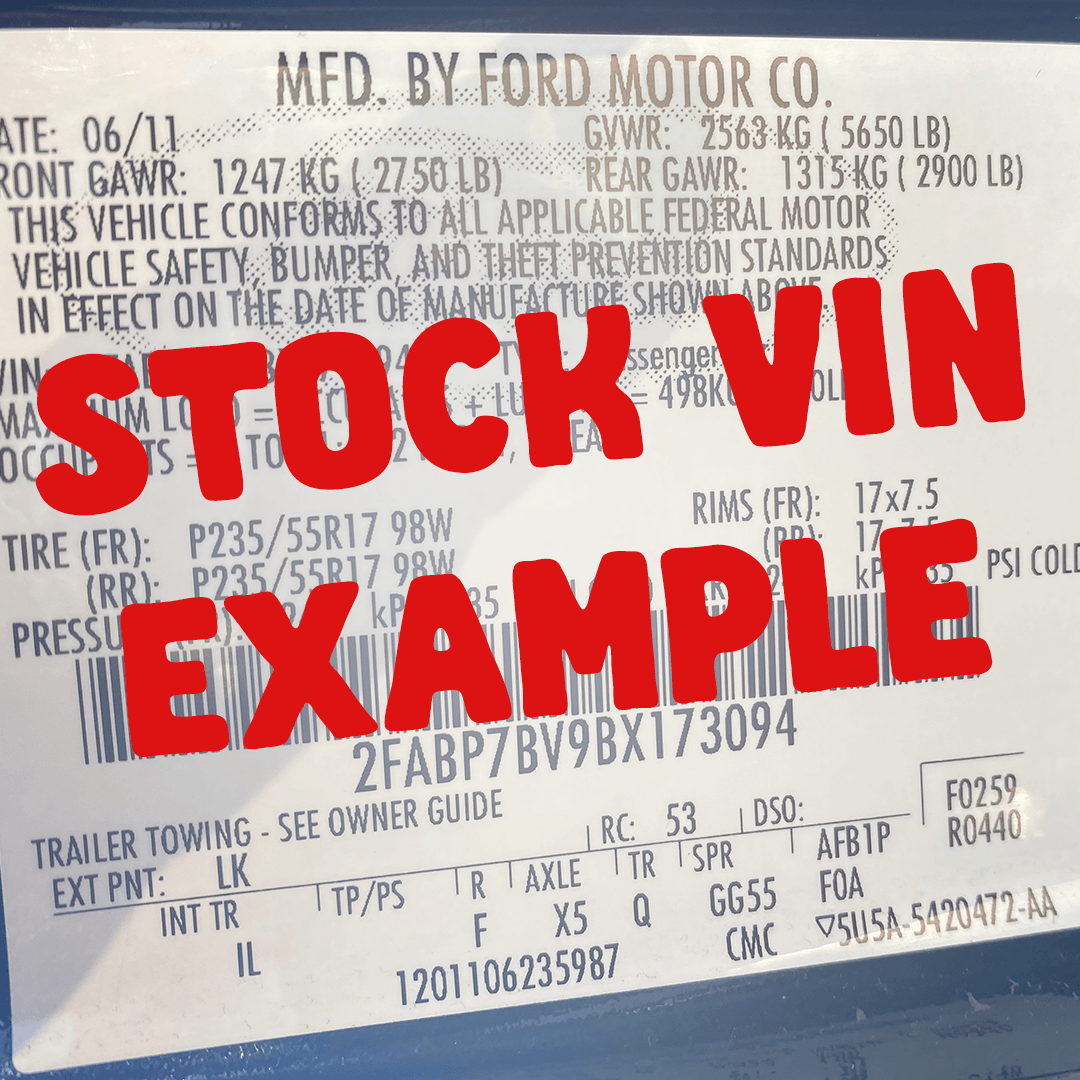 MFD. BY FORD MOTOR CO.
ATE: 06/11 GVWR: 2563 KG ( 5650 LB)
RONT GAWR: 1247 KG ( 2750 LB) REAR GAWR: 1315 KG ( 2900 LB)
THIS VEHICLE CONFORMS TO ALL APPLICABLE FEDERAL MOTOR
VEHICLE SAFETY, BUMPER, AND THEFT PREVENTION STANDARDS
IN EFFECT ON THE DATE OF MANUFACTURE SHOWN ABOVE.
STOCK VIN
TIRE (FR): P235/55R17 98W RIMS (FR): 17x7.5
(RR): P235/55R17 98W (RR): 17x7.5
PSI COLD
EXAMPLE
2FABP7BV9BX173094
TRAILER TOWING - SEE OWNER GUIDE
RC: 53 DSO: F0259
EXT PNT: LK R0440
INT TR TP/PS R AXLE TR SPR AFB1P
IL F X5 Q GG55 F0A
1201106235987 CMC ▽5U5A-5420472-AA